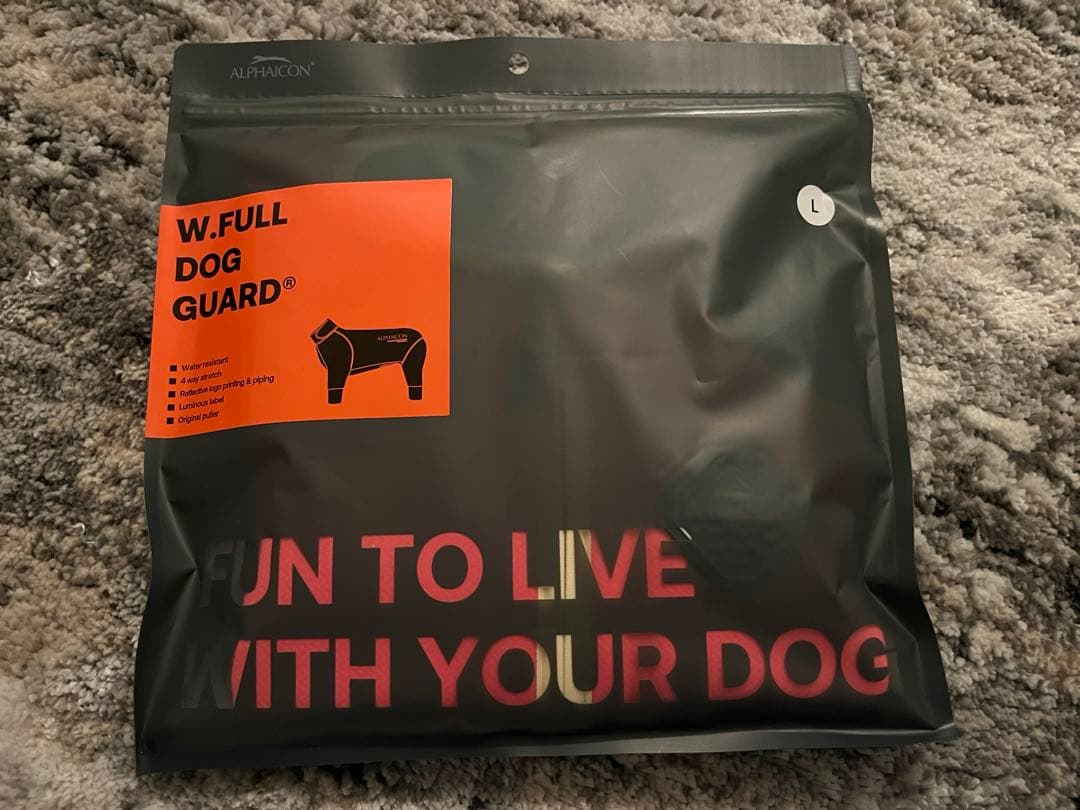 ALPHAICON®
L
W.FULL
DOG
GUARD®
ALPHAICON
■ Water resistant
■ 4 way stretch
■ Reflective logo printing & piping
■ Luminous label
■ Original puller
FUN TO LIVE
WITH YOUR DOG